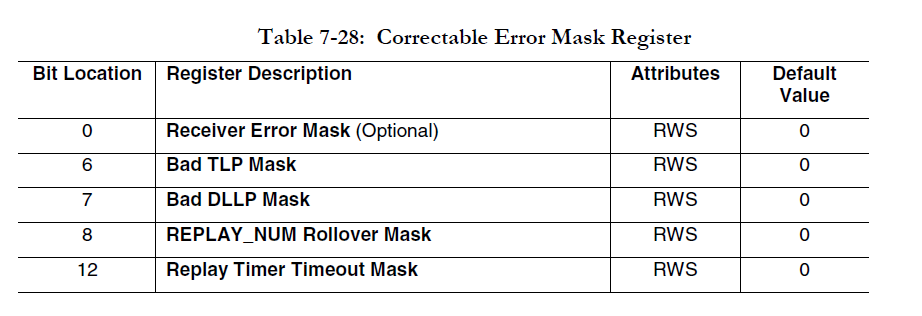 Table 7-28: Correctable Error Mask Register
Bit Location Register Description Attributes Default
Value
0 Receiver Error Mask (Optional) RWS 0
6 Bad TLP Mask RWS 0
7 Bad DLLP Mask RWS 0
8 REPLAY_NUM Rollover Mask RWS 0
12 Replay Timer Timeout Mask RWS 0